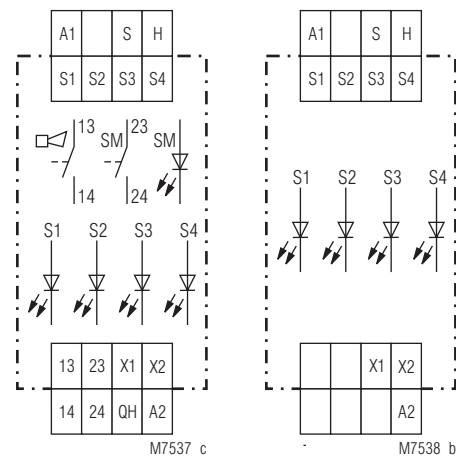 A1 S H
S1 S2 S3 S4
13 23
SM SM
14 24
S1 S2 S3 S4
13 23 X1 X2
14 24 QH A2
M7537 c
A1 S H
S1 S2 S3 S4
S1 S2 S3 S4
X1 X2
A2
M7538 b